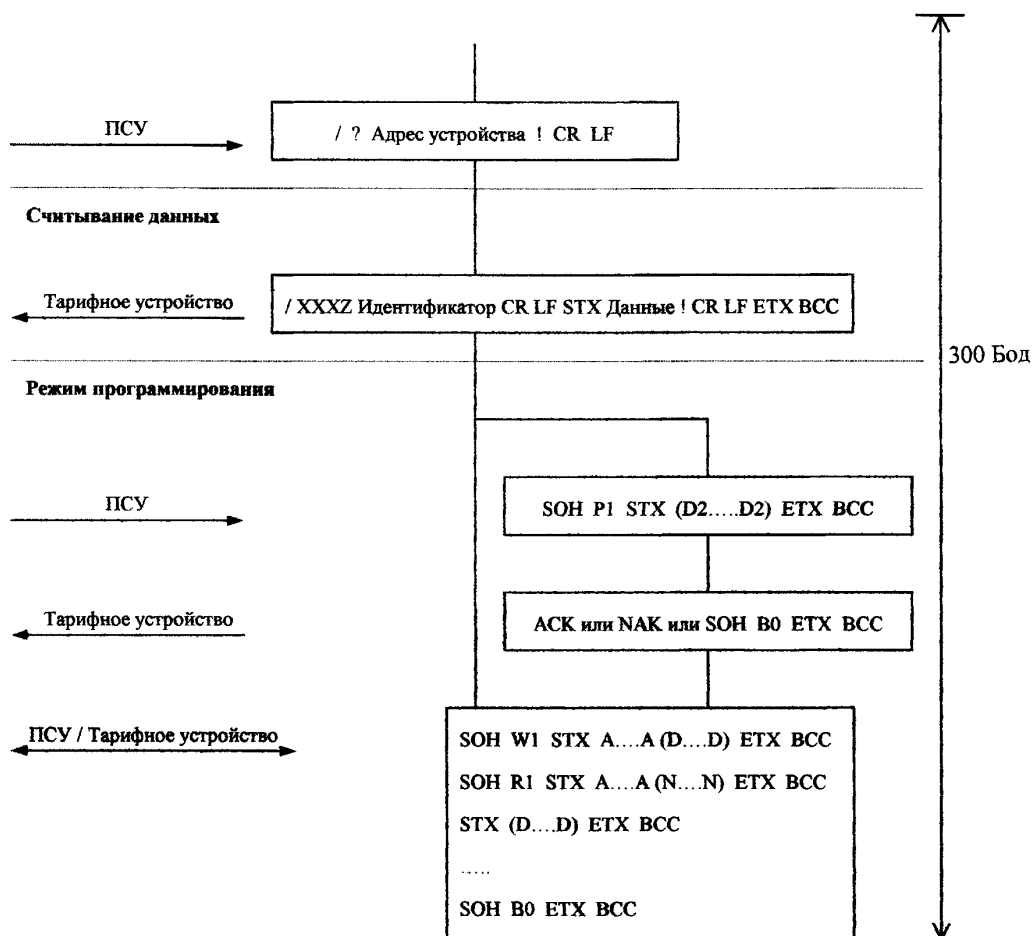 ПСУ
/ ? Адрес устройства ! CR LF
Считывание данных
Тарифное устройство
/ XXXZ Идентификатор CR LF STX Данные ! CR LF ETX BCC
300 Бод
Режим программирования
ПСУ
SOH P1 STX (D2.....D2) ETX BCC
Тарифное устройство
ACK или NAK или SOH B0 ETX BCC
ПСУ / Тарифное устройство
SOH W1 STX A....A (D....D) ETX BCC
SOH R1 STX A....A (N....N) ETX BCC
STX (D....D) ETX BCC
.....
SOH B0 ETX BCC